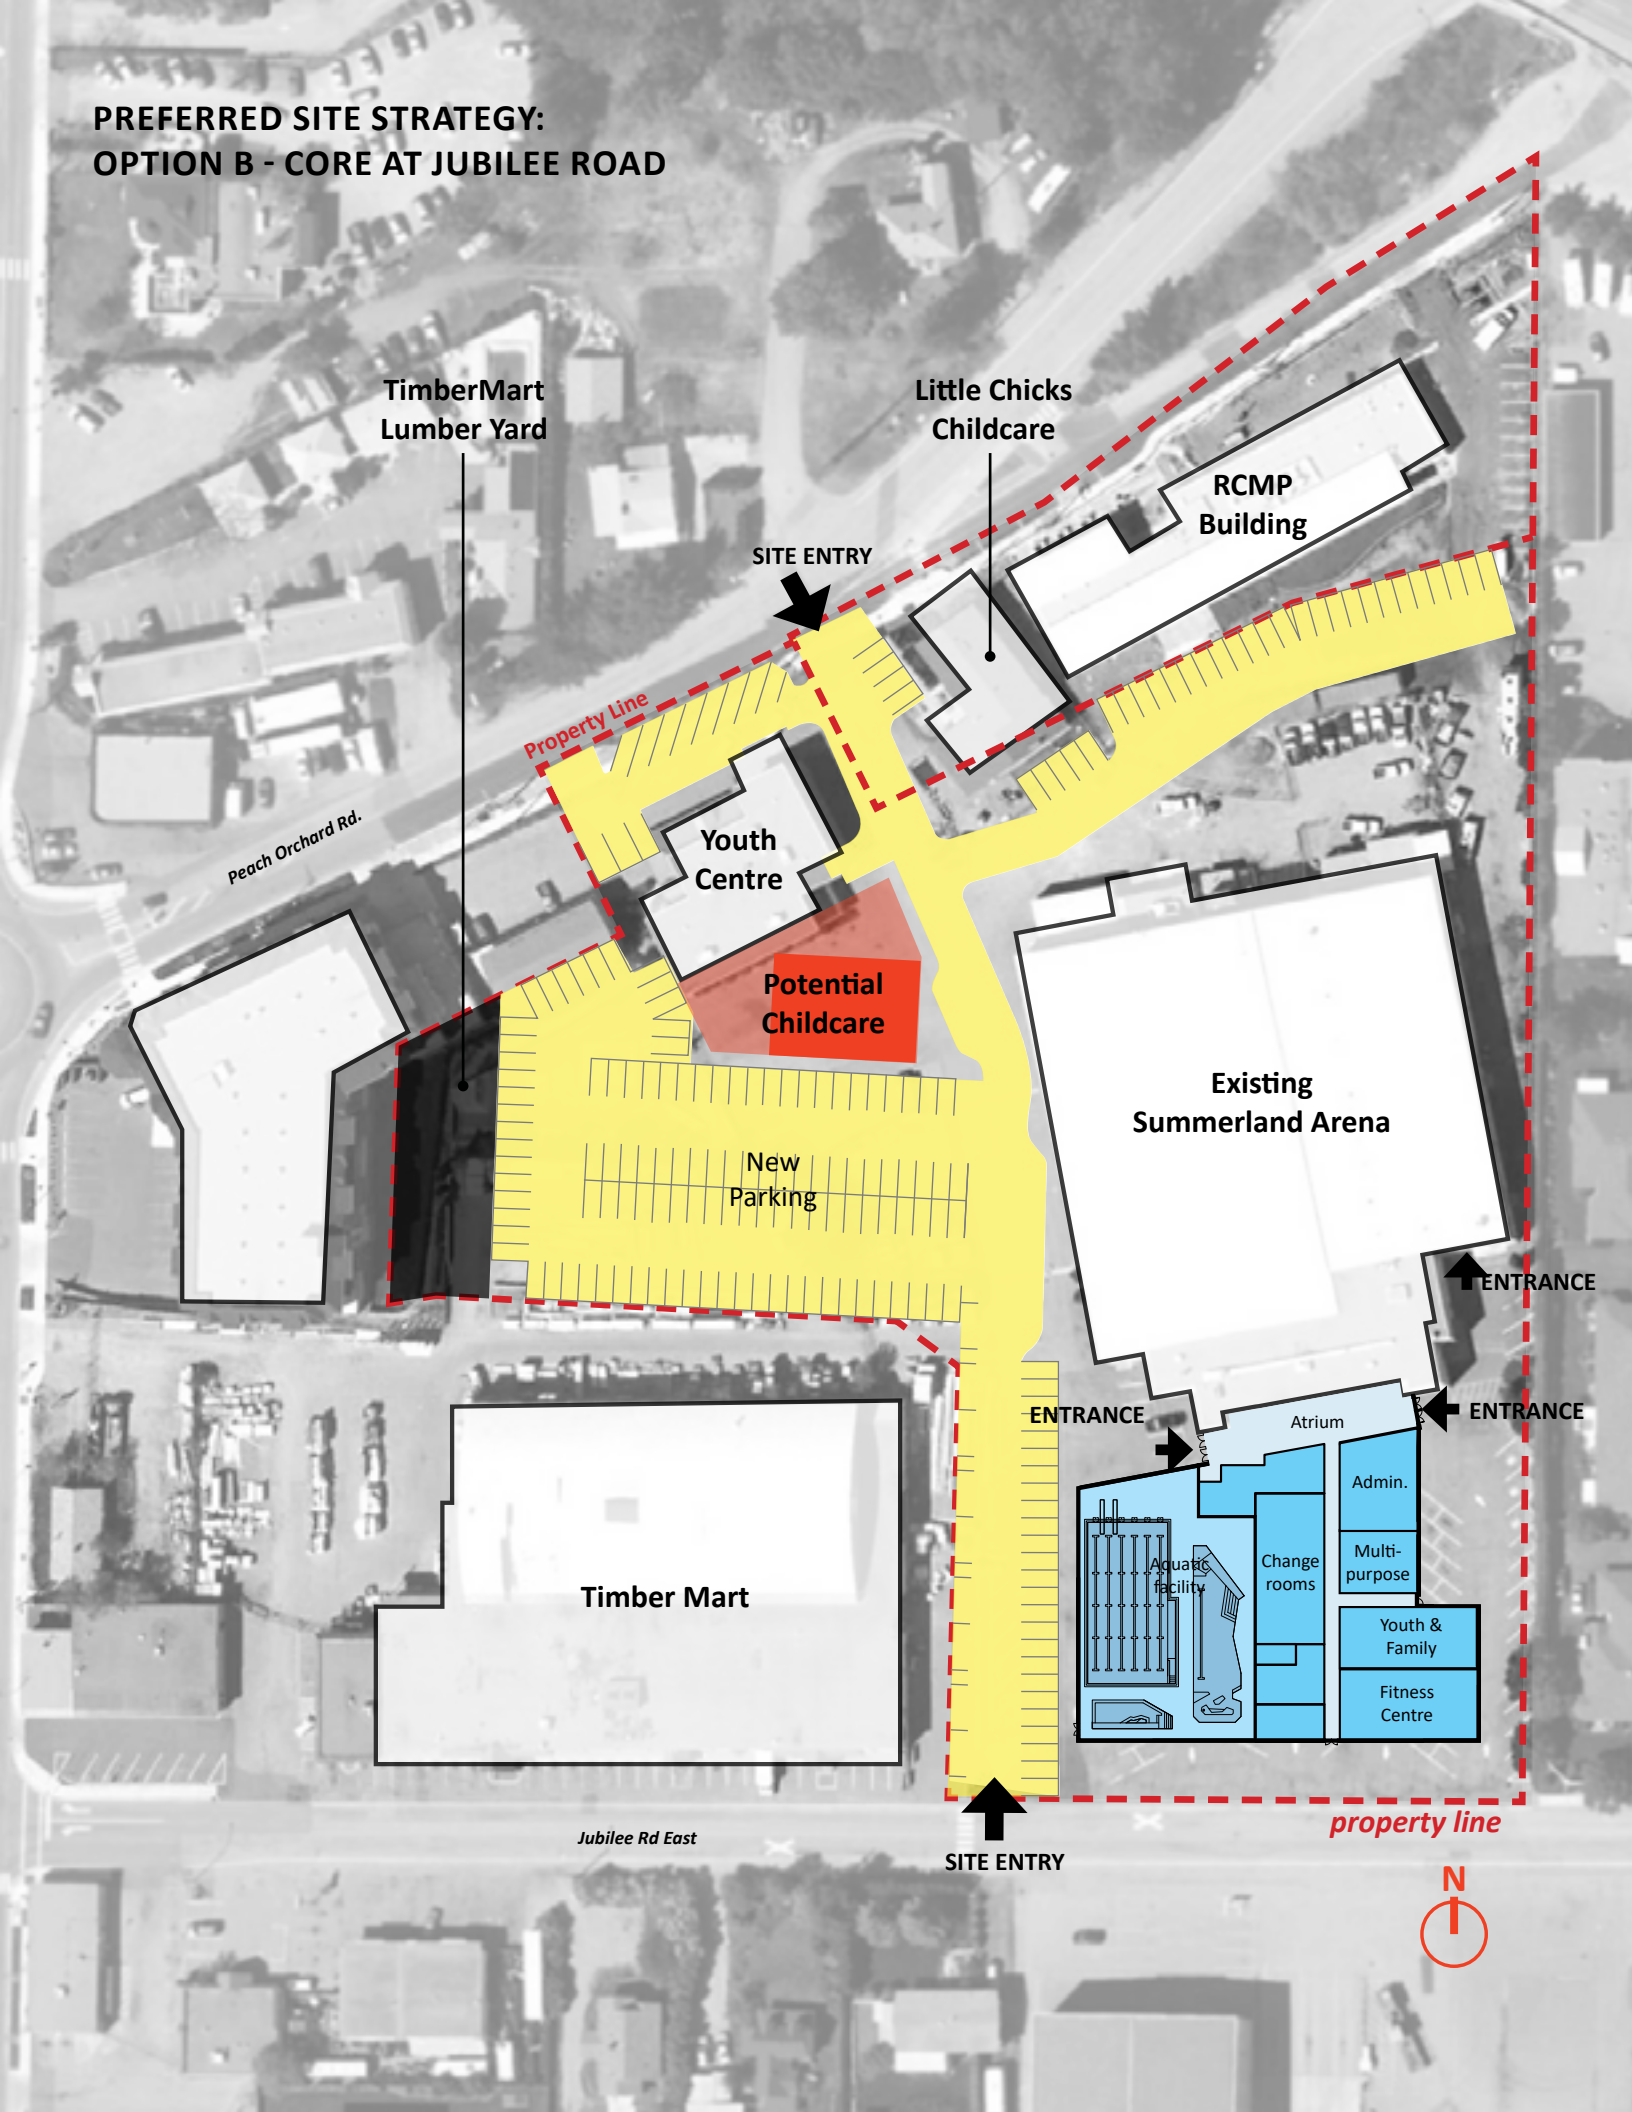 PREFERRED SITE STRATEGY:
OPTION B - CORE AT JUBILEE ROAD
TimberMart
Lumber Yard
Little Chicks
Childcare
RCMP
Building
SITE ENTRY
Property Line
Peach Orchard Rd.
Youth
Centre
Potential
Childcare
Existing
Summerland Arena
New
Parking
ENTRANCE
ENTRANCE
ENTRANCE
Atrium
Admin.
Multi-
purpose
Aquatic
facility
Change
rooms
Youth &
Family
Fitness
Centre
Timber Mart
property line
Jubilee Rd East
SITE ENTRY
N